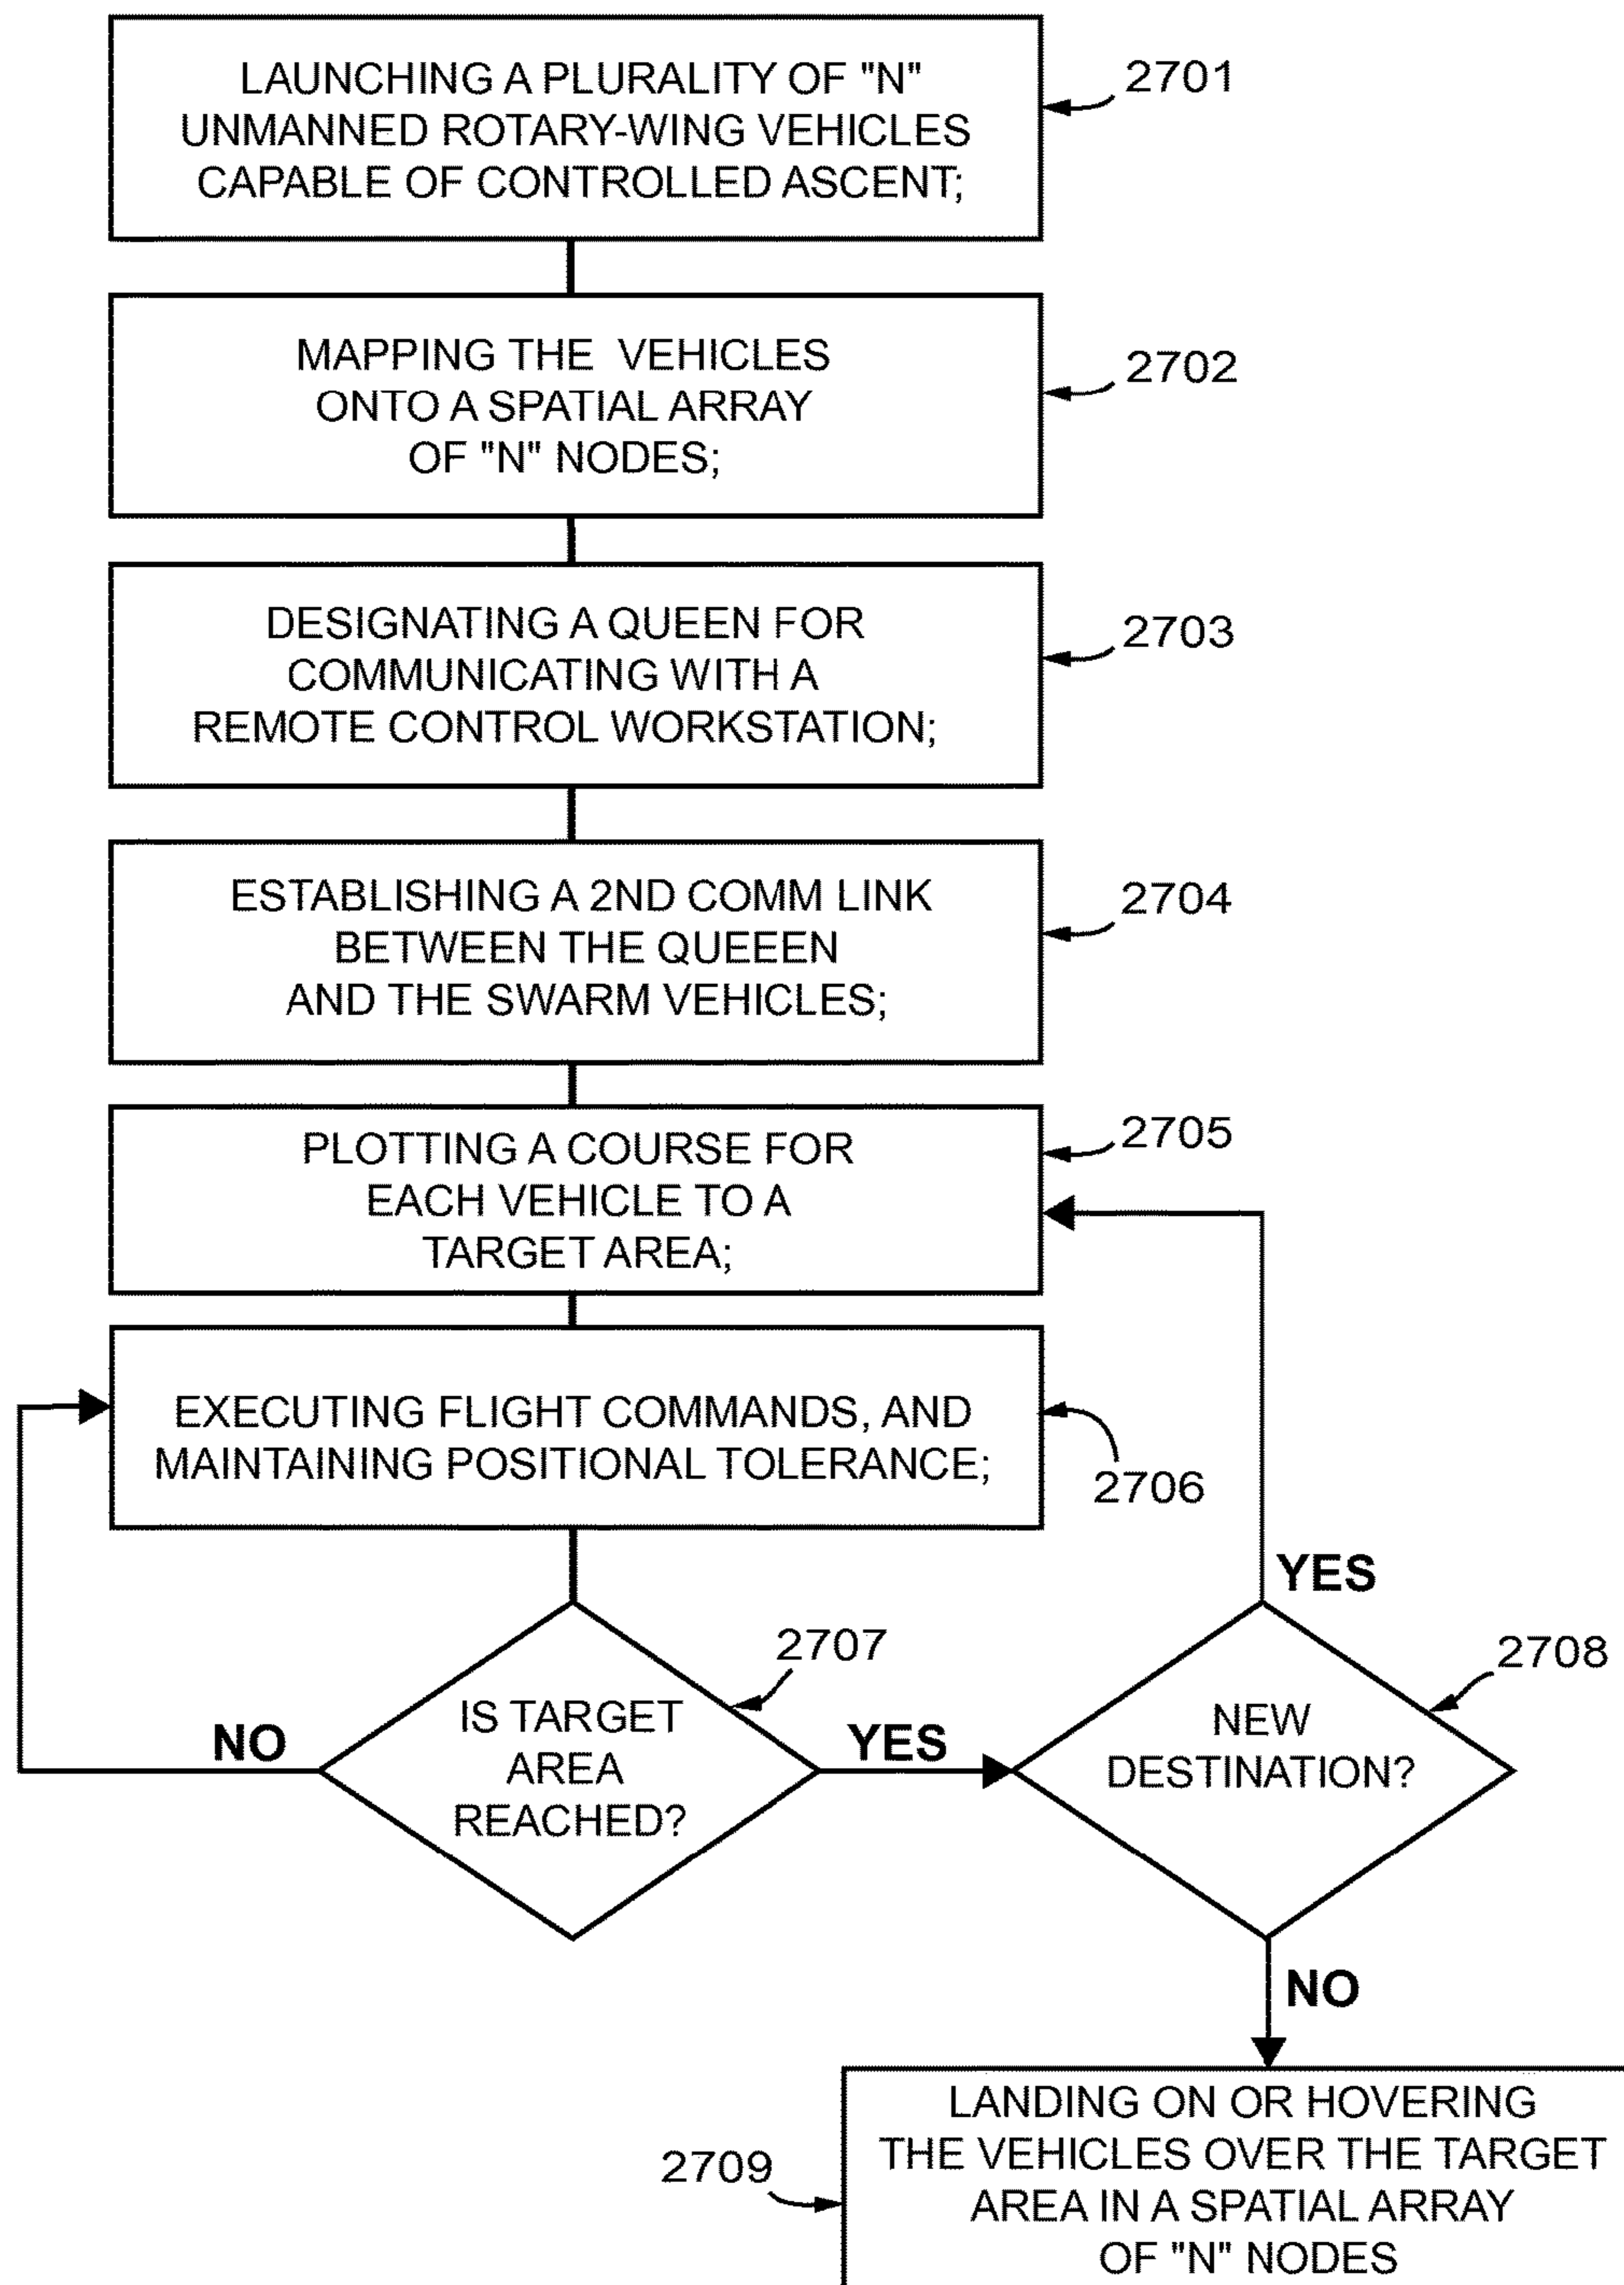 LAUNCHING A PLURALITY OF "N"
UNMANNED ROTARY-WING VEHICLES
CAPABLE OF CONTROLLED ASCENT;
2701
MAPPING THE VEHICLES
ONTO A SPATIAL ARRAY
OF "N" NODES;
2702
DESIGNATING A QUEEN FOR
COMMUNICATING WITH A
REMOTE CONTROL WORKSTATION;
2703
ESTABLISHING A 2ND COMM LINK
BETWEEN THE QUEEEN
AND THE SWARM VEHICLES;
2704
PLOTTING A COURSE FOR
EACH VEHICLE TO A
TARGET AREA;
2705
EXECUTING FLIGHT COMMANDS, AND
MAINTAINING POSITIONAL TOLERANCE;
2706
IS TARGET
AREA
REACHED?
2707
NO
YES
NEW
DESTINATION?
2708
YES
NO
LANDING ON OR HOVERING
THE VEHICLES OVER THE TARGET
AREA IN A SPATIAL ARRAY
OF "N" NODES
2709